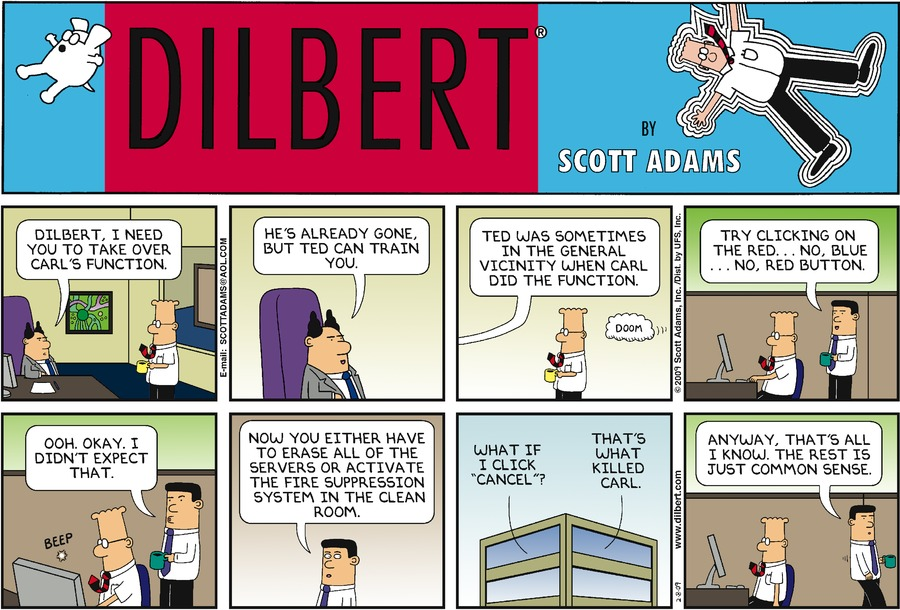 DILBERT®
BY
SCOTT ADAMS
DILBERT, I NEED
YOU TO TAKE OVER
CARL'S FUNCTION.
E-mail: SCOTTADAMS@AOL.COM
HE'S ALREADY GONE,
BUT TED CAN TRAIN
YOU.
TED WAS SOMETIMES
IN THE GENERAL
VICINITY WHEN CARL
DID THE FUNCTION.
DOOM
© 2009 Scott Adams, Inc. /Dist. by UFS, Inc.
TRY CLICKING ON
THE RED... NO, BLUE
... NO, RED BUTTON.
OOH. OKAY. I
DIDN'T EXPECT
THAT.
BEEP
NOW YOU EITHER HAVE
TO ERASE ALL OF THE
SERVERS OR ACTIVATE
THE FIRE SUPPRESSION
SYSTEM IN THE CLEAN
ROOM.
WHAT IF
I CLICK
"CANCEL"?
THAT'S
WHAT
KILLED
CARL.
www.dilbert.com
2-8-09
ANYWAY, THAT'S ALL
I KNOW. THE REST IS
JUST COMMON SENSE.